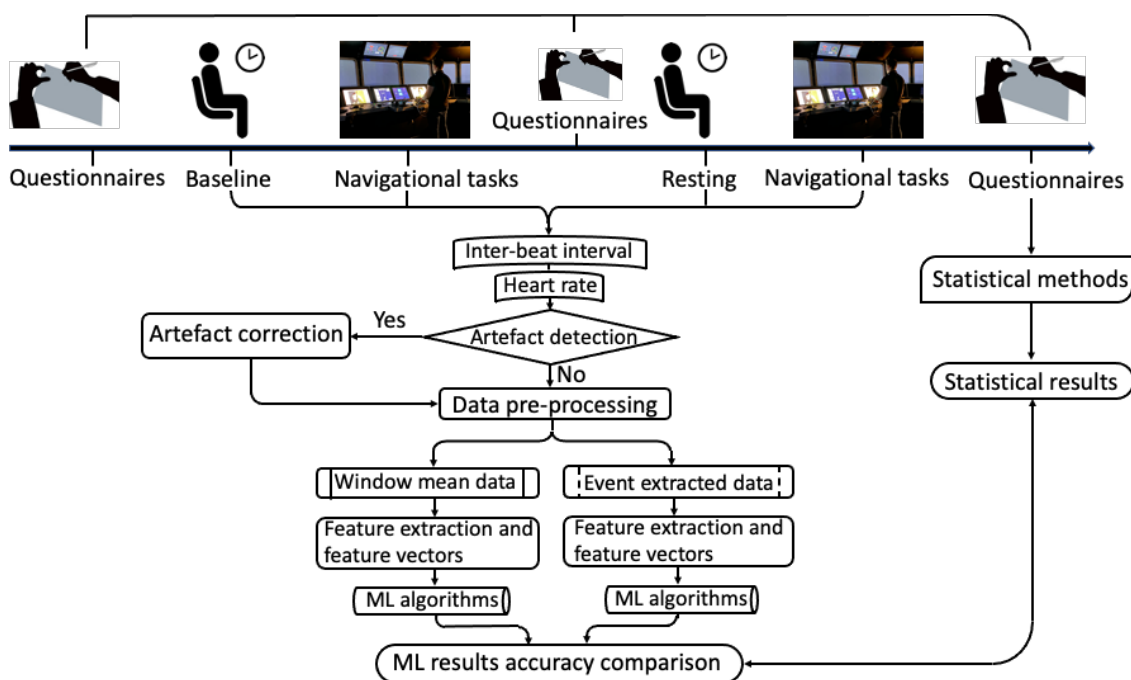 Questionnaires
Questionnaires
Baseline
Navigational tasks
Resting
Navigational tasks
Questionnaires
Inter-beat interval
Heart rate
Statistical methods
Artefact correction
Yes
Artefact detection
No
Statistical results
Data pre-processing
Window mean data
Event extracted data
Feature extraction and
feature vectors
Feature extraction and
feature vectors
ML algorithms
ML algorithms
ML results accuracy comparison